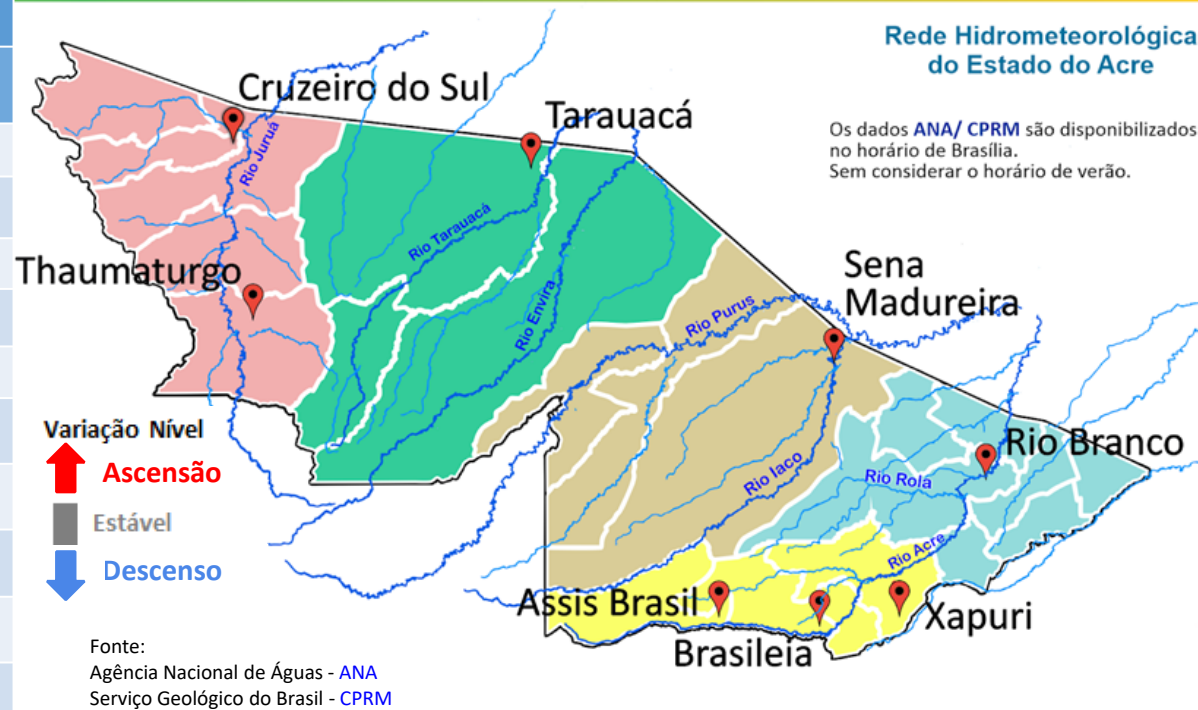 Rede Hidrometeorológica
do Estado do Acre
Os dados ANA/ CPRM são disponibilizados
no horário de Brasília.
Sem considerar o horário de verão.
Cruzeiro do Sul
Tarauacá
Rio Juruá
Rio Tarauacá
Thaumaturgo
Rio Envira
Sena
Madureira
Rio Purus
Rio Iaco
Rio Branco
Rio Rola
Rio Acre
Assis Brasil
Brasileia
Xapuri
Variação Nível
Ascensão
Estável
Descenso
Fonte:
Agência Nacional de Águas - ANA
Serviço Geológico do Brasil - CPRM